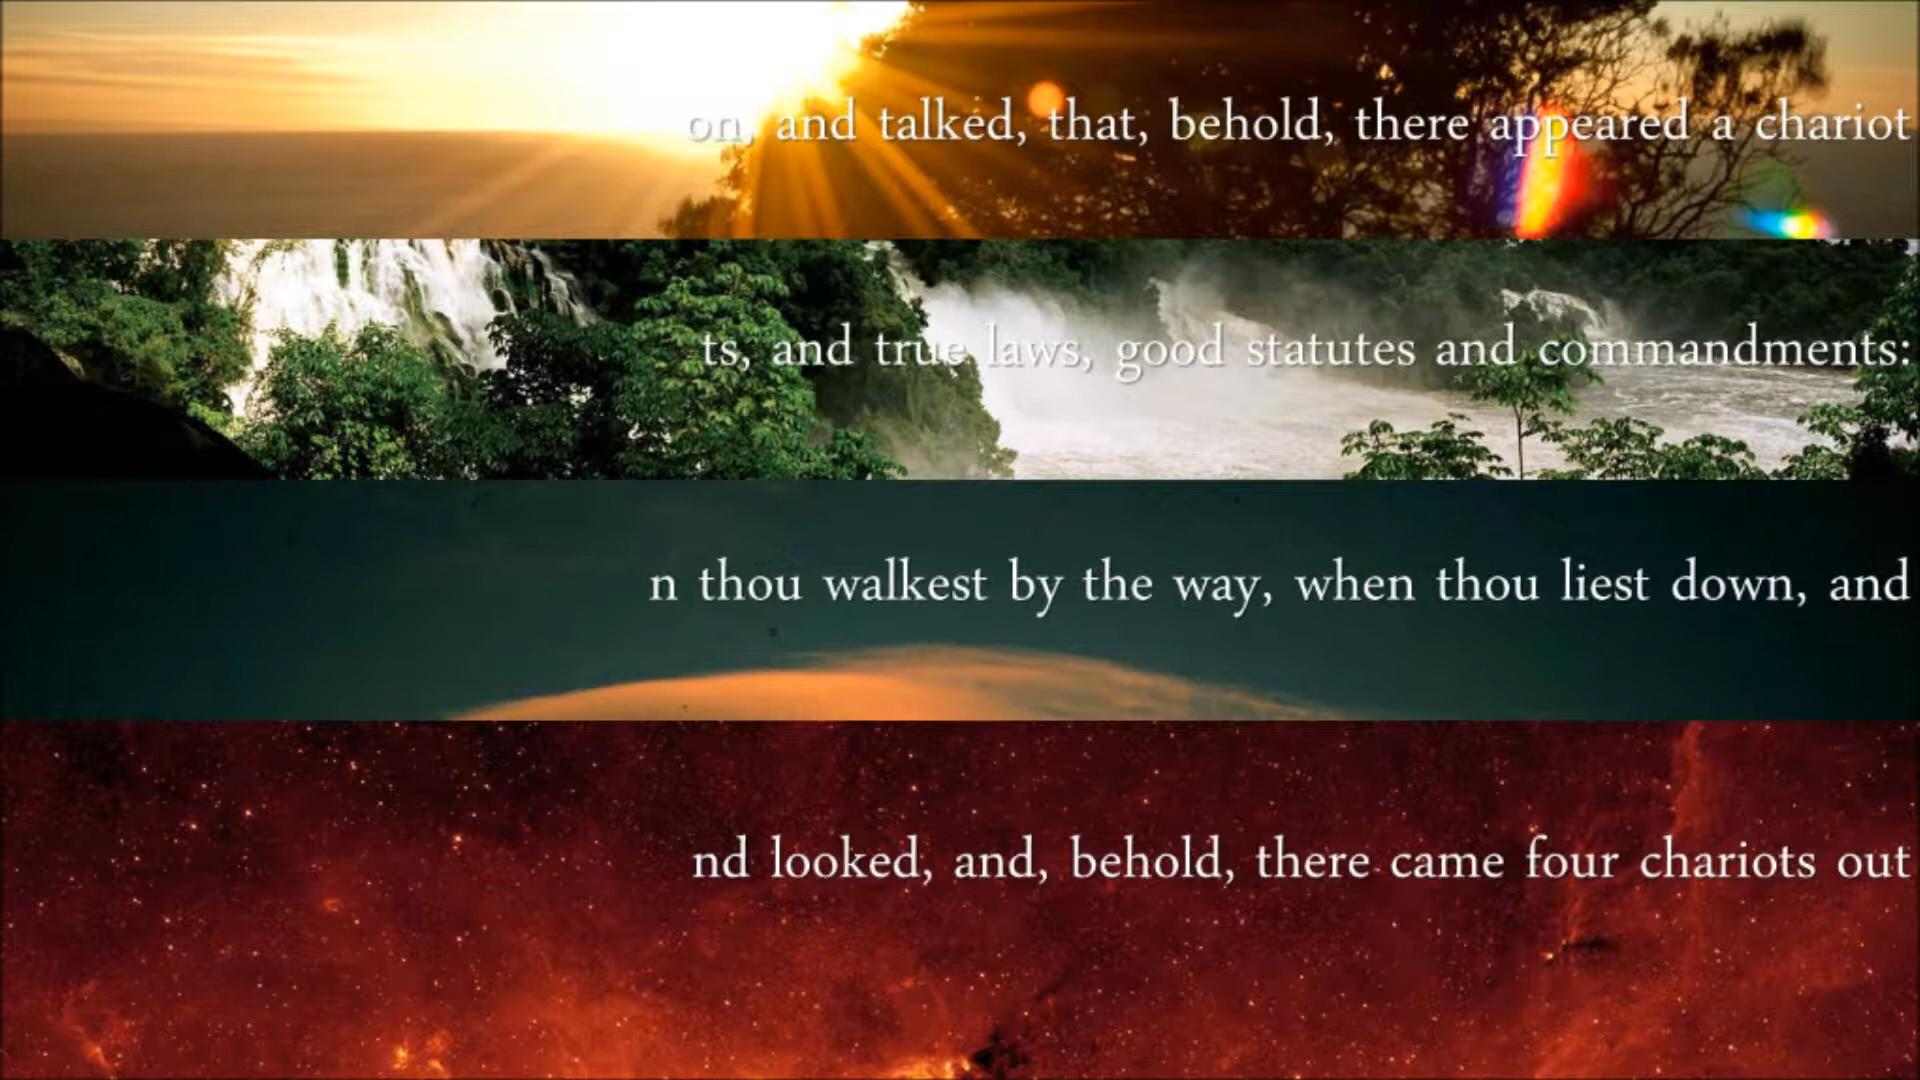 on, and talked, that, behold, there appeared a chariot
ts, and true laws, good statutes and commandments:
n thou walkest by the way, when thou liest down, and
nd looked, and, behold, there came four chariots out